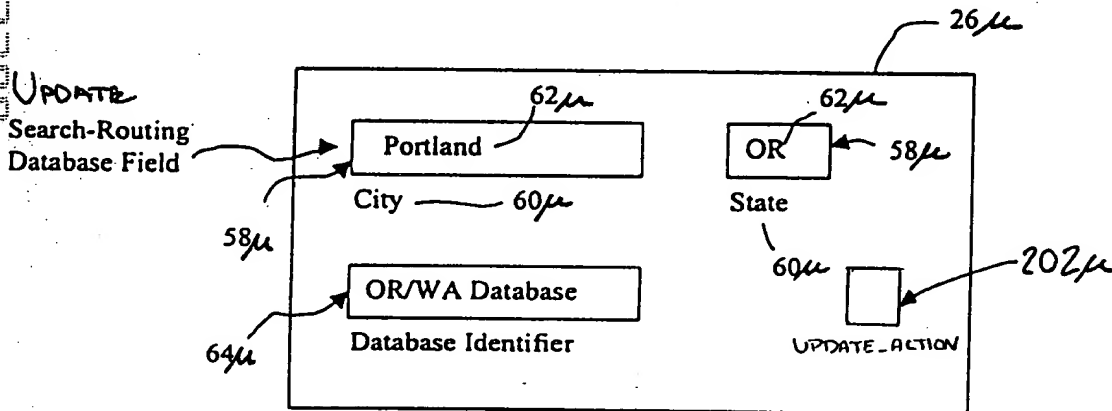 26μ
UPDATE
Search-Routing
Database Field
62μ
62μ
Portland
OR
58μ
City
60μ
State
58μ
60μ
202μ
OR/WA Database
64μ
Database Identifier
UPDATE_ACTION